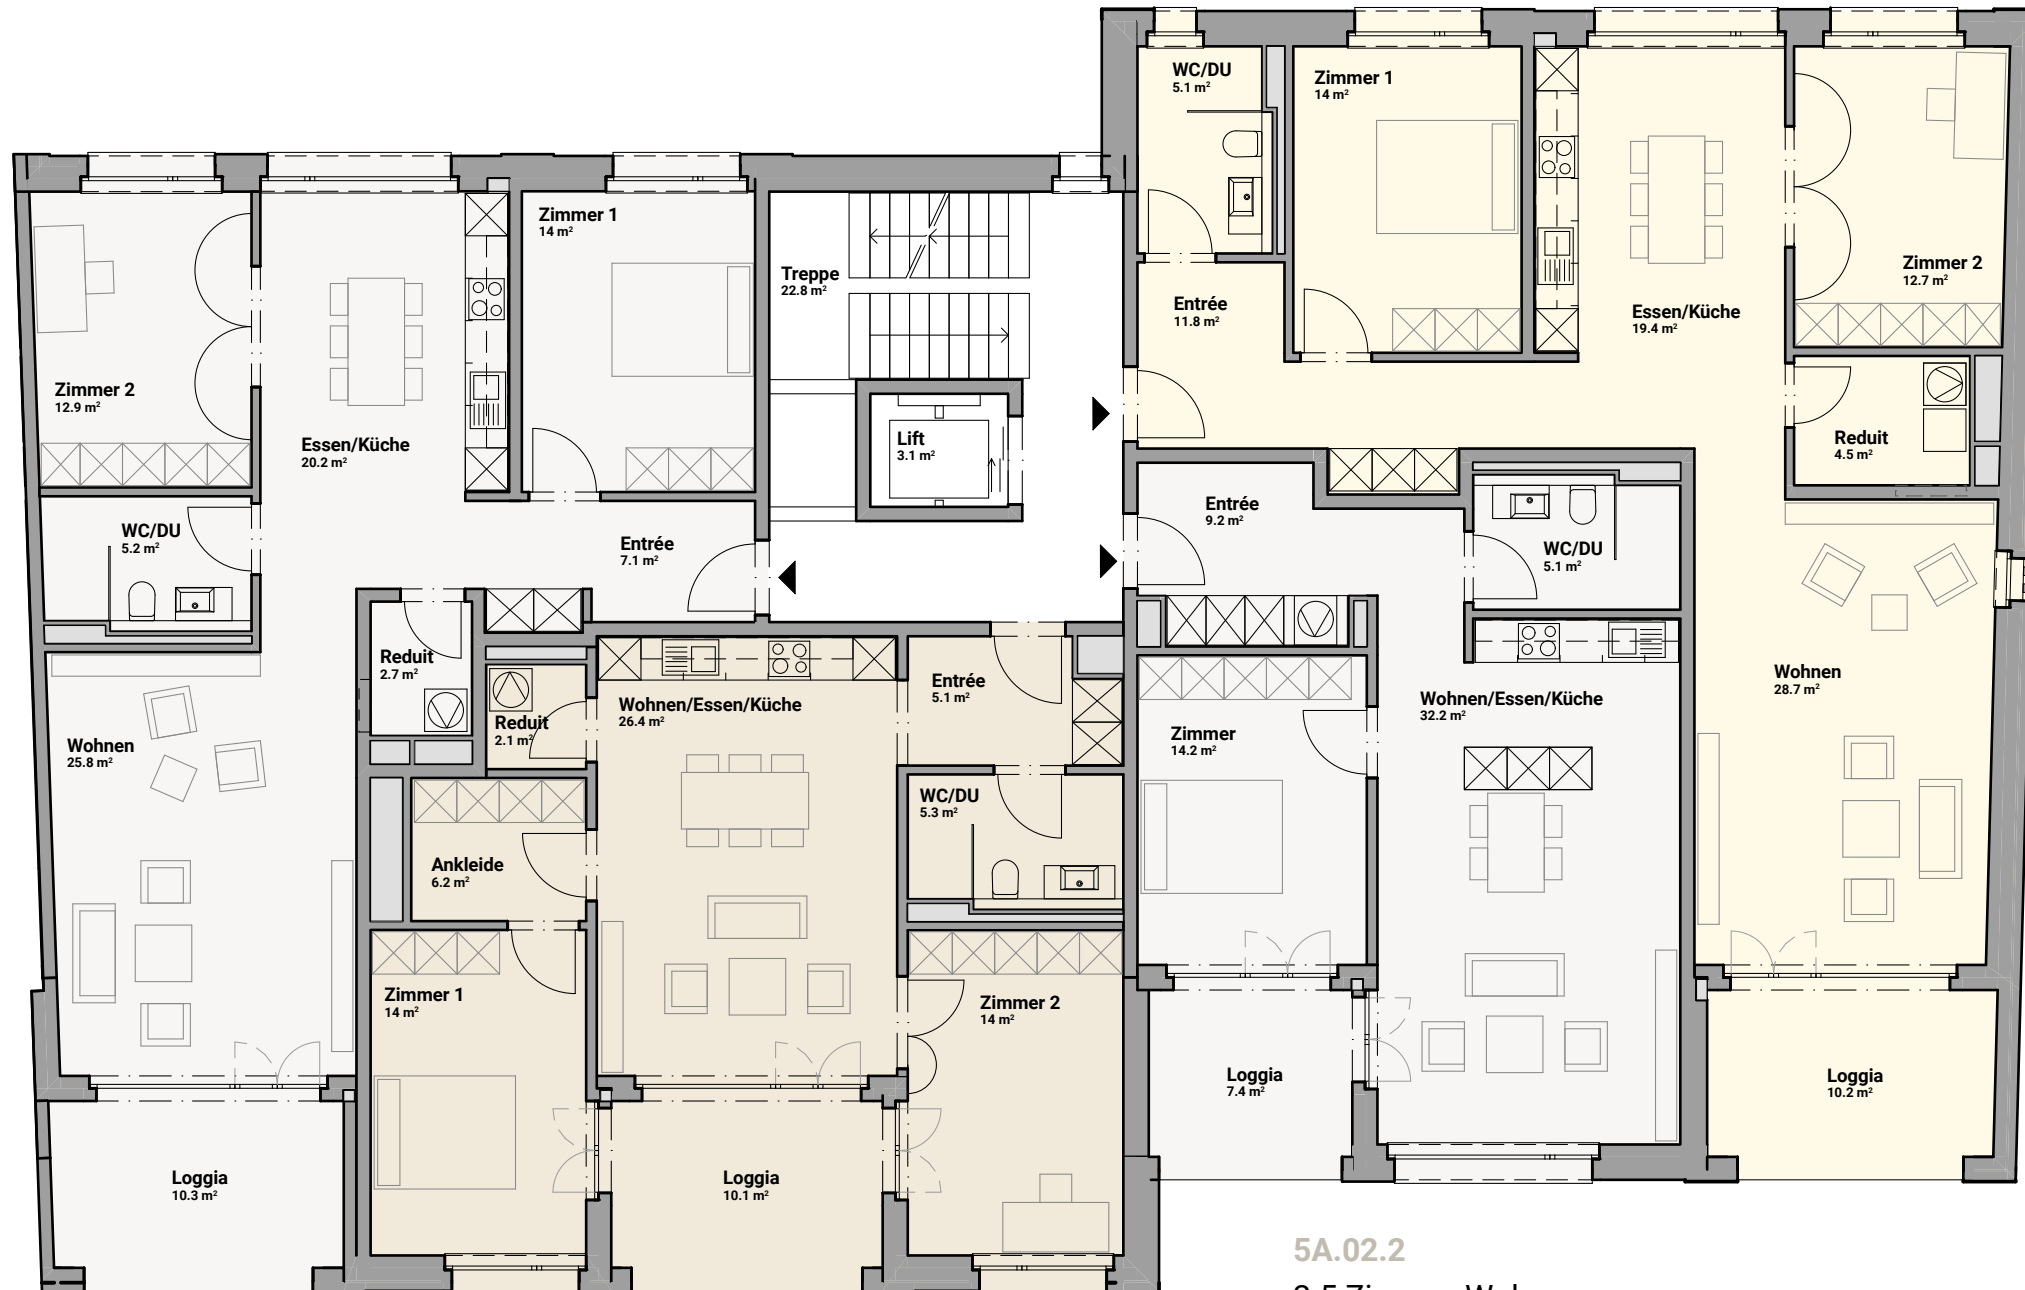 WC/DU
5.1 m²
Zimmer 1
14 m²
Essen/Küche
19.4 m²
Zimmer 2
12.7 m²
Entrée
11.8 m²
Reduit
4.5 m²
Wohnen
28.7 m²
Loggia
10.2 m²
Zimmer 1
14 m²
Treppe
22.8 m²
Lift
3.1 m²
Zimmer 2
12.9 m²
Essen/Küche
20.2 m²
WC/DU
5.2 m²
Entrée
7.1 m²
Reduit
2.7 m²
Wohnen
25.8 m²
Loggia
10.3 m²
Reduit
2.1 m²
Wohnen/Essen/Küche
26.4 m²
Entrée
5.1 m²
WC/DU
5.3 m²
Ankleide
6.2 m²
Zimmer 1
14 m²
Zimmer 2
14 m²
Loggia
10.1 m²
Entrée
9.2 m²
WC/DU
5.1 m²
Wohnen/Essen/Küche
32.2 m²
Zimmer
14.2 m²
Loggia
7.4 m²
5A.02.2